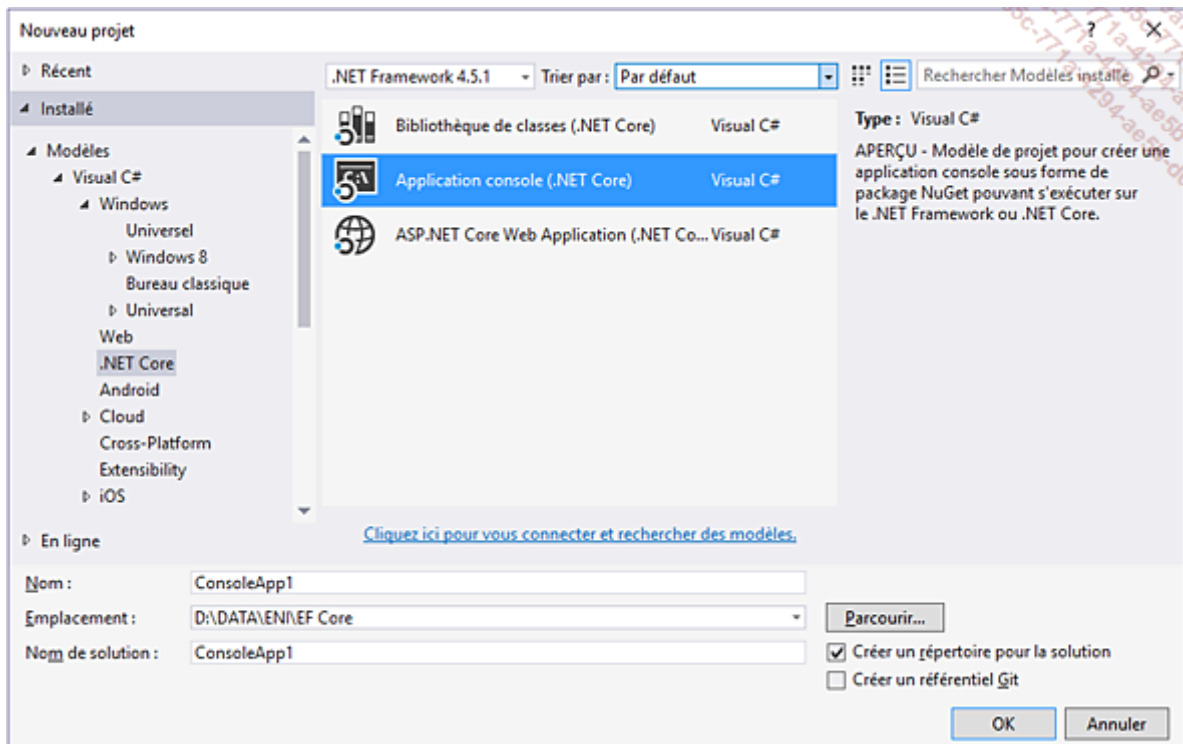 Nouveau projet
?
Récent
.NET Framework 4.5.1
Trier par :
Par défaut
Rechercher Modèles installé
Installé
Modèles
Visual C#
Windows
Universel
Windows 8
Bureau classique
Universal
Web
.NET Core
Android
Cloud
Cross-Platform
Extensibility
iOS
En ligne
Bibliothèque de classes (.NET Core) Visual C#
Application console (.NET Core) Visual C#
ASP.NET Core Web Application (.NET Co... Visual C#
Cliquez ici pour vous connecter et rechercher des modèles.
Type : Visual C#
APERÇU - Modèle de projet pour créer une
application console sous forme de
package NuGet pouvant s'exécuter sur
le .NET Framework ou .NET Core.
Nom : ConsoleApp1
Emplacement : D:\DATA\ENI\EF Core
Parcourir...
Nom de solution : ConsoleApp1
Créer un répertoire pour la solution
Créer un référentiel Git
OK
Annuler